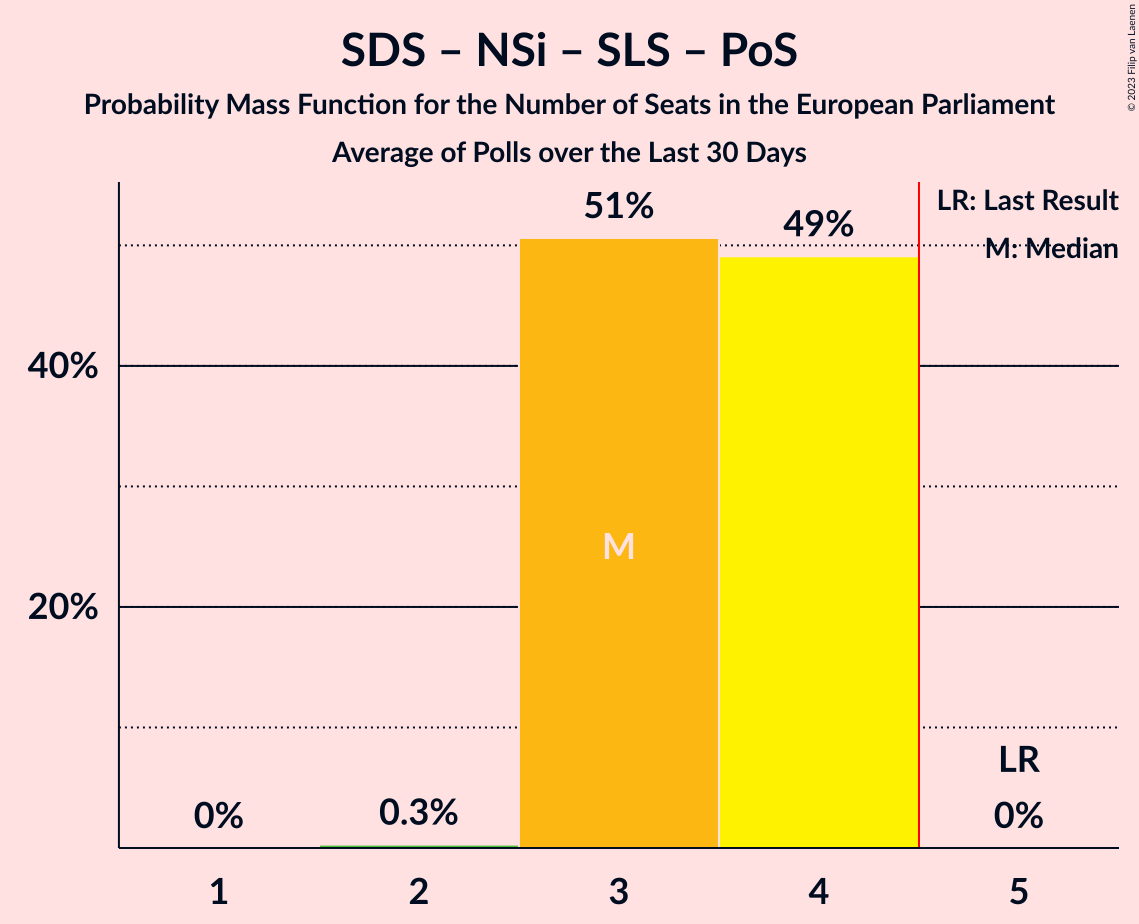 SDS – NSi – SLS – PoS
Probability Mass Function for the Number of Seats in the European Parliament
Average of Polls over the Last 30 Days
© 2023 Filip van Laenen
LR: Last Result
M: Median
51%
49%
40%
M
20%
LR
0%
0.3%
0%
1
2
3
4
5